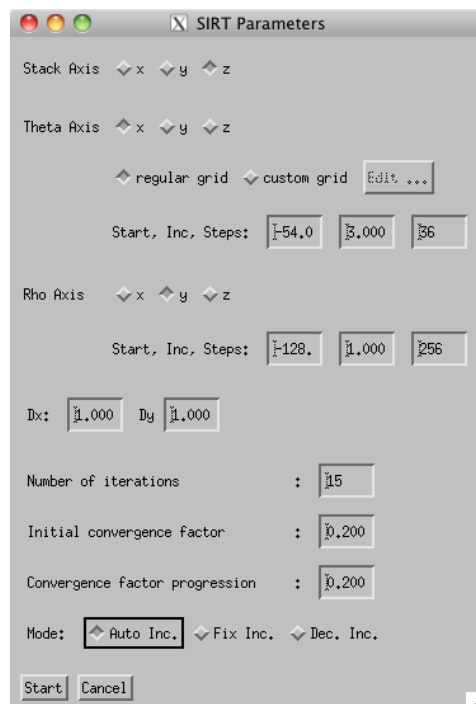 X SIRT Parameters
Stack Axis x y z
Theta Axis x y z
regular grid custom grid Edit ...
Start, Inc, Steps: -54.0 3.000 36
Rho Axis x y z
Start, Inc, Steps: -128. 1.000 256
Dx: 1.000 Dy 1.000
Number of iterations : 15
Initial convergence factor : 0.200
Convergence factor progression : 0.200
Mode: Auto Inc. Fix Inc. Dec. Inc.
Start Cancel